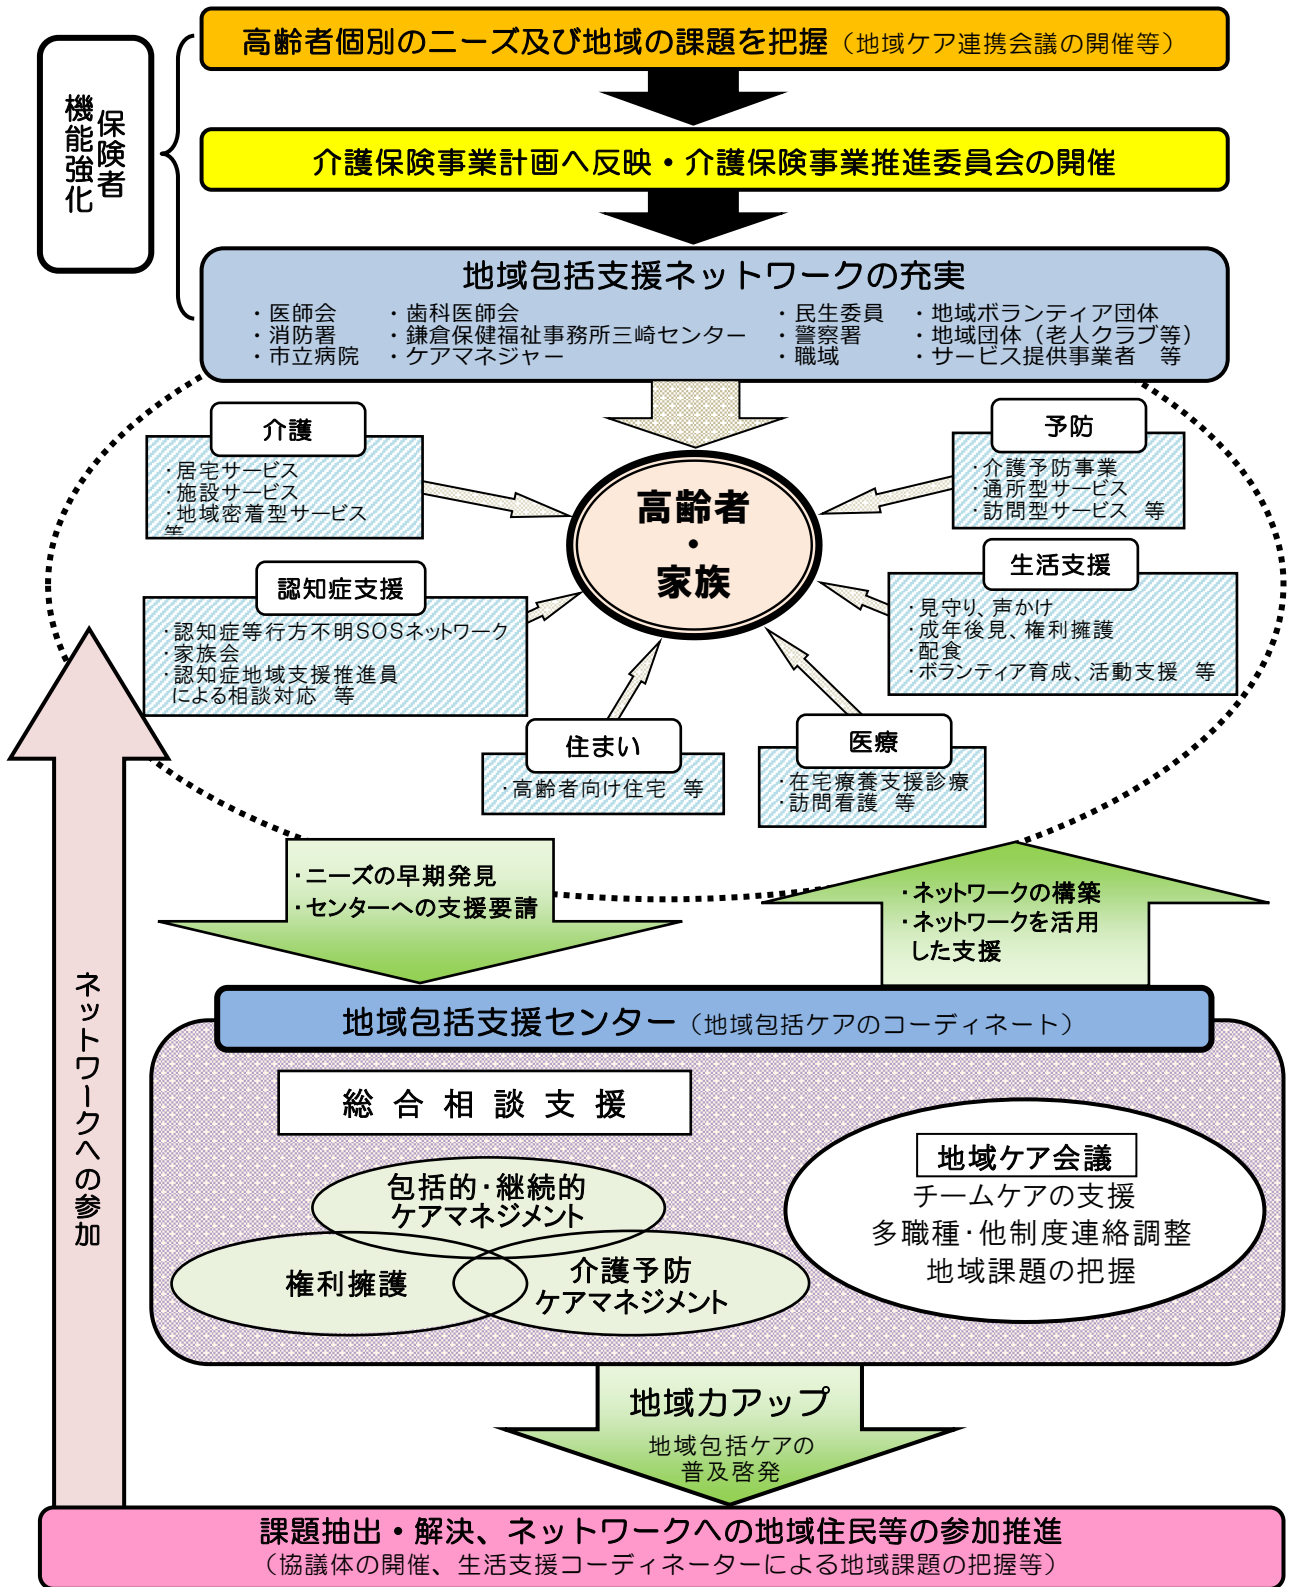 高齢者個別のニーズ及び地域の課題を把握（地域ケア連携会議の開催等）
保険者
機能強化
介護保険事業計画へ反映・介護保険事業推進委員会の開催
地域包括支援ネットワークの充実
・医師会 ・歯科医師会 ・民生委員 ・地域ボランティア団体
・消防署 ・鎌倉保健福祉事務所三崎センター ・警察署 ・地域団体（老人クラブ等）
・市立病院 ・ケアマネジャー ・職域 ・サービス提供事業者　等
介護
・居宅サービス
・施設サービス
・地域密着型サービス
等
予防
・介護予防事業
・通所型サービス
・訪問型サービス　等
高齢者
・
家族
認知症支援
・認知症等行方不明SOSネットワーク
・家族会
・認知症地域支援推進員
による相談対応　等
生活支援
・見守り、声かけ
・成年後見、権利擁護
・配食
・ボランティア育成、活動支援　等
住まい
・高齢者向け住宅　等
医療
・在宅療養支援診療
・訪問看護　等
・ニーズの早期発見
・センターへの支援要請
・ネットワークの構築
・ネットワークを活用
した支援
ネットワークへの参加
地域包括支援センター（地域包括ケアのコーディネート）
総合相談支援
包括的・継続的
ケアマネジメント
権利擁護
介護予防
ケアマネジメント
地域ケア会議
チームケアの支援
多職種・他制度連絡調整
地域課題の把握
地域力アップ
地域包括ケアの
普及啓発
課題抽出・解決、ネットワークへの地域住民等の参加推進
（協議体の開催、生活支援コーディネーターによる地域課題の把握等）